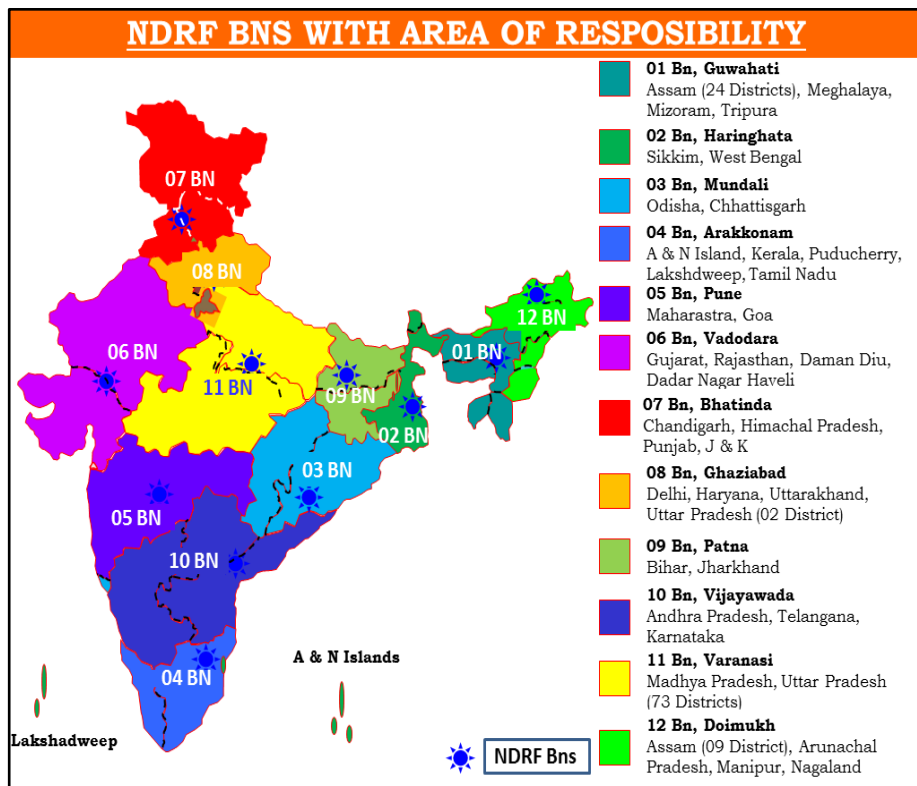 NDRF BNS WITH AREA OF RESPOSIBILITY
01 Bn, Guwahati
Assam (24 Districts), Meghalaya,
Mizoram, Tripura
02 Bn, Haringhata
Sikkim, West Bengal
03 Bn, Mundali
Odisha, Chhattisgarh
04 Bn, Arakkonam
A & N Island, Kerala, Puducherry,
Lakshdweep, Tamil Nadu
05 Bn, Pune
Maharastra, Goa
06 Bn, Vadodara
Gujarat, Rajasthan, Daman Diu,
Dadar Nagar Haveli
07 Bn, Bhatinda
Chandigarh, Himachal Pradesh,
Punjab, J & K
08 Bn, Ghaziabad
Delhi, Haryana, Uttarakhand,
Uttar Pradesh (02 District)
09 Bn, Patna
Bihar, Jharkhand
10 Bn, Vijayawada
Andhra Pradesh, Telangana,
Karnataka
11 Bn, Varanasi
Madhya Pradesh, Uttar Pradesh
(73 Districts)
12 Bn, Doimukh
Assam (09 District), Arunachal
Pradesh, Manipur, Nagaland
07 BN
08 BN
12 BN
06 BN
01 BN
11 BN
09 BN
02 BN
03 BN
05 BN
10 BN
04 BN
A & N Islands
Lakshadweep
NDRF Bns